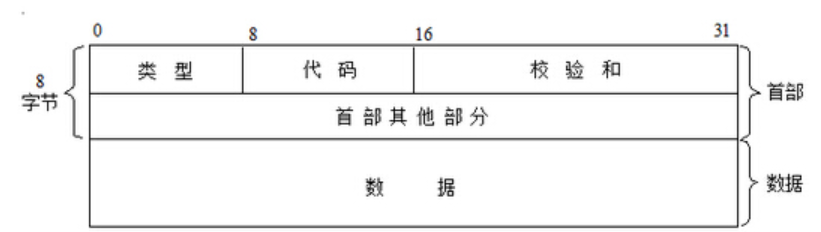 0 8 16 31
类 型 代 码 校 验 和
8
字节
首部
首 部 其 他 部 分
数 据
数据